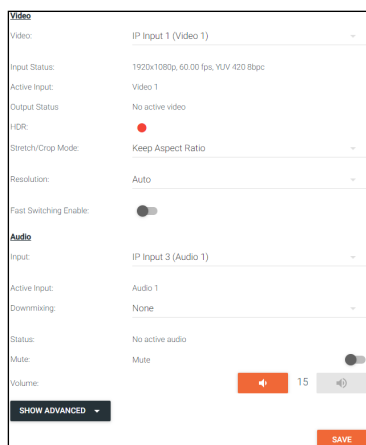 Video
Video: IP Input 1 (Video 1)
Input Status: 1920x1080p, 60.00 fps, YUV 420 8bpc
Active Input: Video 1
Output Status No active video
HDR:
Stretch/Crop Mode: Keep Aspect Ratio
Resolution: Auto
Fast Switching Enable:
Audio
Input: IP Input 3 (Audio 1)
Active Input: Audio 1
Downmixing: None
Status: No active audio
Mute: Mute
Volume: 15
SHOW ADVANCED
SAVE